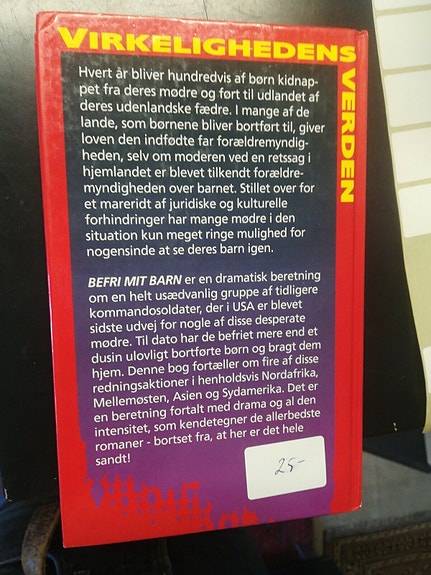 VIRKELIGHEDENS
VERDEN
Hvert år bliver hundredvis af børn kidnap-
pet fra deres mødre og ført til udlandet af
deres udenlandske fædre. I mange af de
lande, som børnene bliver bortført til, giver
loven den indfødte far forældremyndig-
heden, selv om moderen ved en retssag i
hjemlandet er blevet tilkendt forældre-
myndigheden over barnet. Stillet over for
et mareridt af juridiske og kulturelle
forhindringer har mange mødre i den
situation kun meget ringe mulighed for
nogensinde at se deres barn igen.
BEFRI MIT BARN er en dramatisk beretning
om en helt usædvanlig gruppe af tidligere
kommandosoldater, der i USA er blevet
sidste udvej for nogle af disse desperate
mødre. Til dato har de befriet mere end et
dusin ulovligt bortførte børn og bragt dem
hjem. Denne bog fortæller om fire af disse
redningsaktioner i henholdsvis Nordafrika,
Mellemøsten, Asien og Sydamerika. Det er
en beretning fortalt med drama og al den
intensitet, som kendetegner de allerbedste
romaner - bortset fra, at her er det hele
sandt!
25-